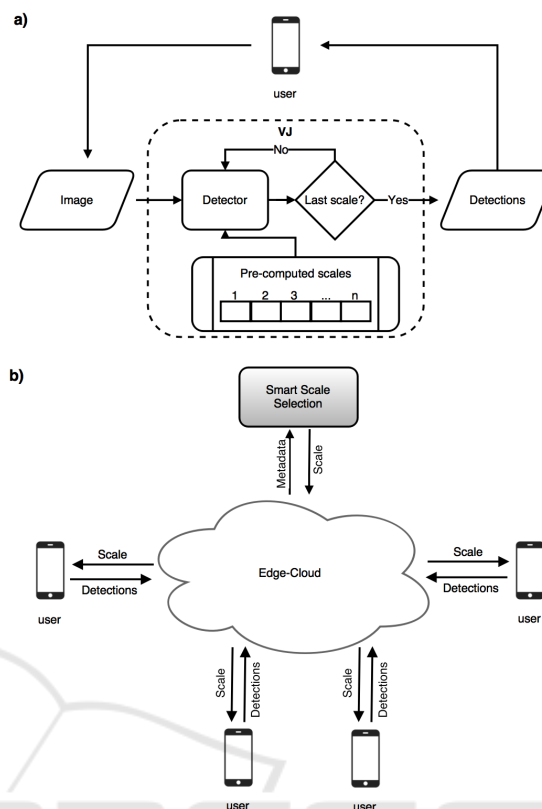 a)
user
VJ
No
Image
Detector
Last scale?
Yes
Detections
Pre-computed scales
1 2 3 ... n
b)
Smart Scale
Selection
Metadata
Scale
Edge-Cloud
Scale
Detections
user
Scale
Detections
user
Scale
Detections
user
Scale
Detections
user